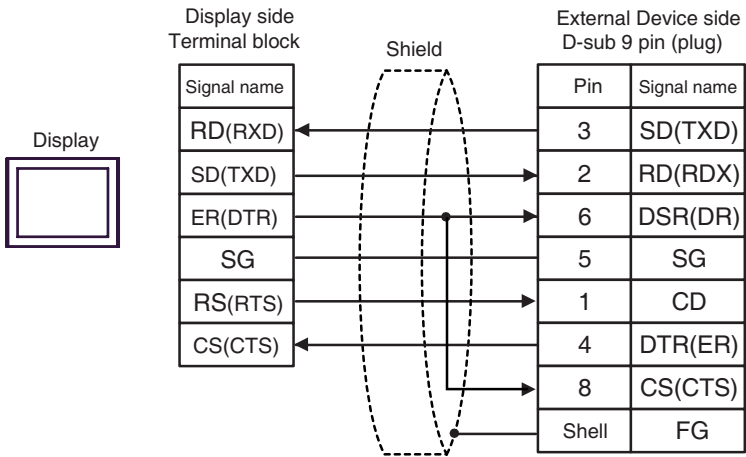 Display side
Terminal block
Shield
External Device side
D-sub 9 pin (plug)
Display
Signal name
Pin Signal name
RD(RXD) 3 SD(TXD)
SD(TXD) 2 RD(RDX)
ER(DTR) 6 DSR(DR)
SG 5 SG
RS(RTS) 1 CD
CS(CTS) 4 DTR(ER)
8 CS(CTS)
Shell FG